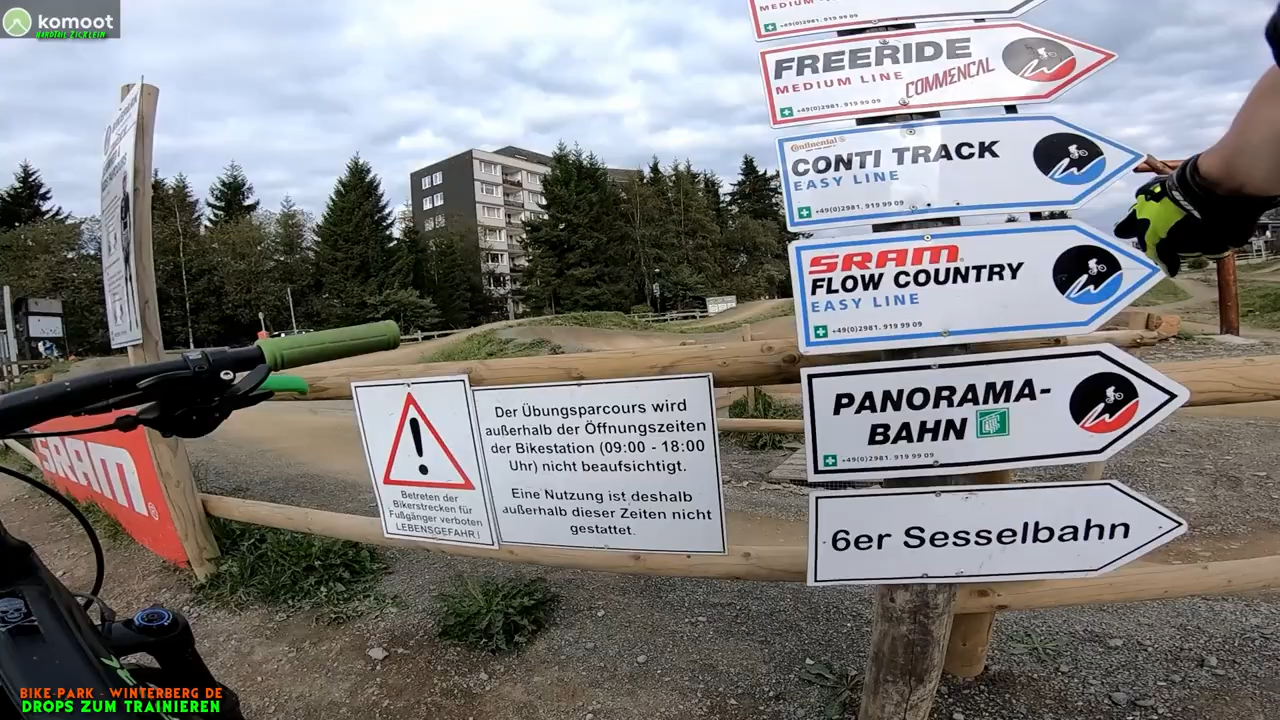 komoot
HARDTAIL ZICKLEIN
MEDIUM
+49(0)2981. 919 99 09
FREERIDE
MEDIUM LINE
COMMENCAL
+49(0)2981. 919 99 09
Continental
CONTI TRACK
EASY LINE
+49(0)2981. 919 99 09
SRAM
FLOW COUNTRY
EASY LINE
+49(0)2981. 919 99 09
PANORAMA-
BAHN
+49(0)2981. 919 99 09
6er Sesselbahn
SRAM®
Betreten der
Bikerstrecken für
Fußgänger verboten
LEBENSGEFAHR!
Der Übungsparcours wird
außerhalb der Öffnungszeiten
der Bikestation (09:00 - 18:00
Uhr) nicht beaufsichtigt.
Eine Nutzung ist deshalb
außerhalb dieser Zeiten nicht
gestattet.
BIKE-PARK - WINTERBERG DE
DROPS ZUM TRAINIEREN